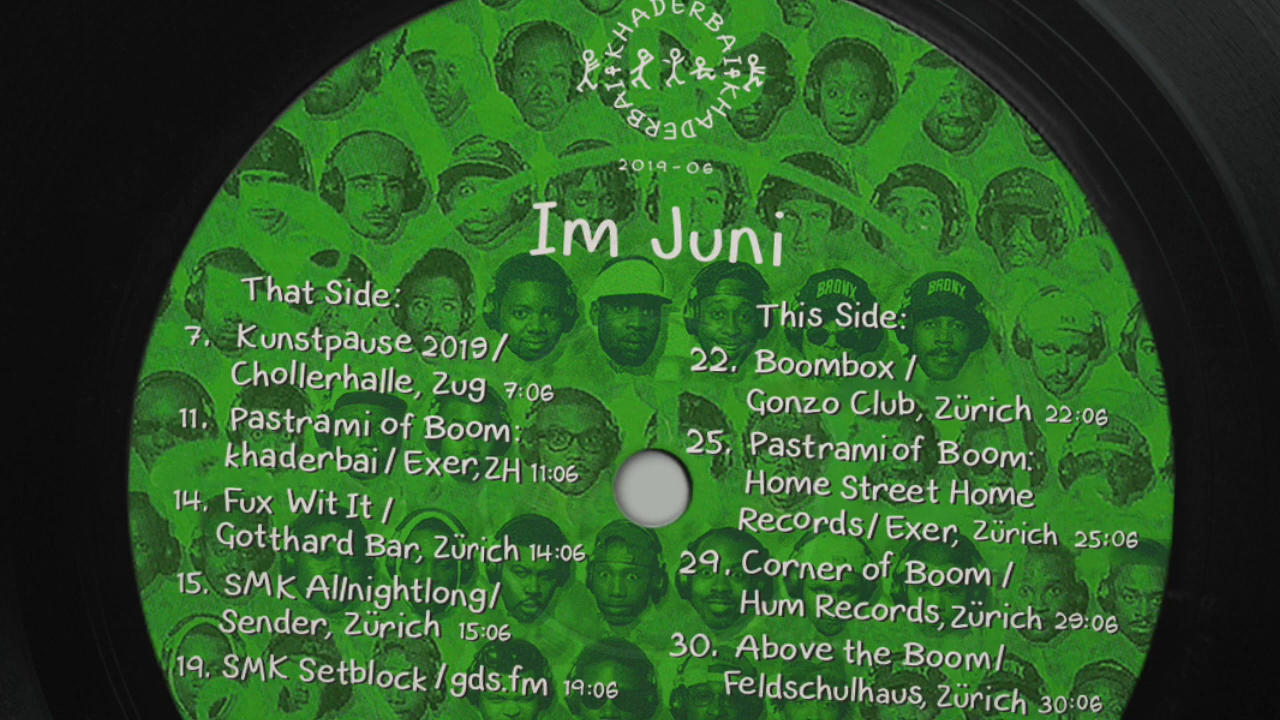 KHADERBAI KHADERBAI KHADERBAI
2019-06
Im Juni
That Side:
7. Kunstpause 2019/
Chollerhalle, Zug 7:06
11. Pastrami of Boom:
khaderbai/Exer, ZH 11:06
14. Fux Wit It /
Gotthard Bar, Zürich 14:06
15. SMK Allnightlong/
Sender, Zürich 15:06
19. SMK Setblock/gds.fm 19:06
This Side:
22. Boombox /
Gonzo Club, Zürich 22:06
25. Pastrami of Boom:
Home Street Home
Records/Exer, Zürich 25:06
29. Corner of Boom /
Hum Records, Zürich 29:06
30. Above the Boom/
Feldschulhaus, Zürich 30:06
BRONX
BRONX